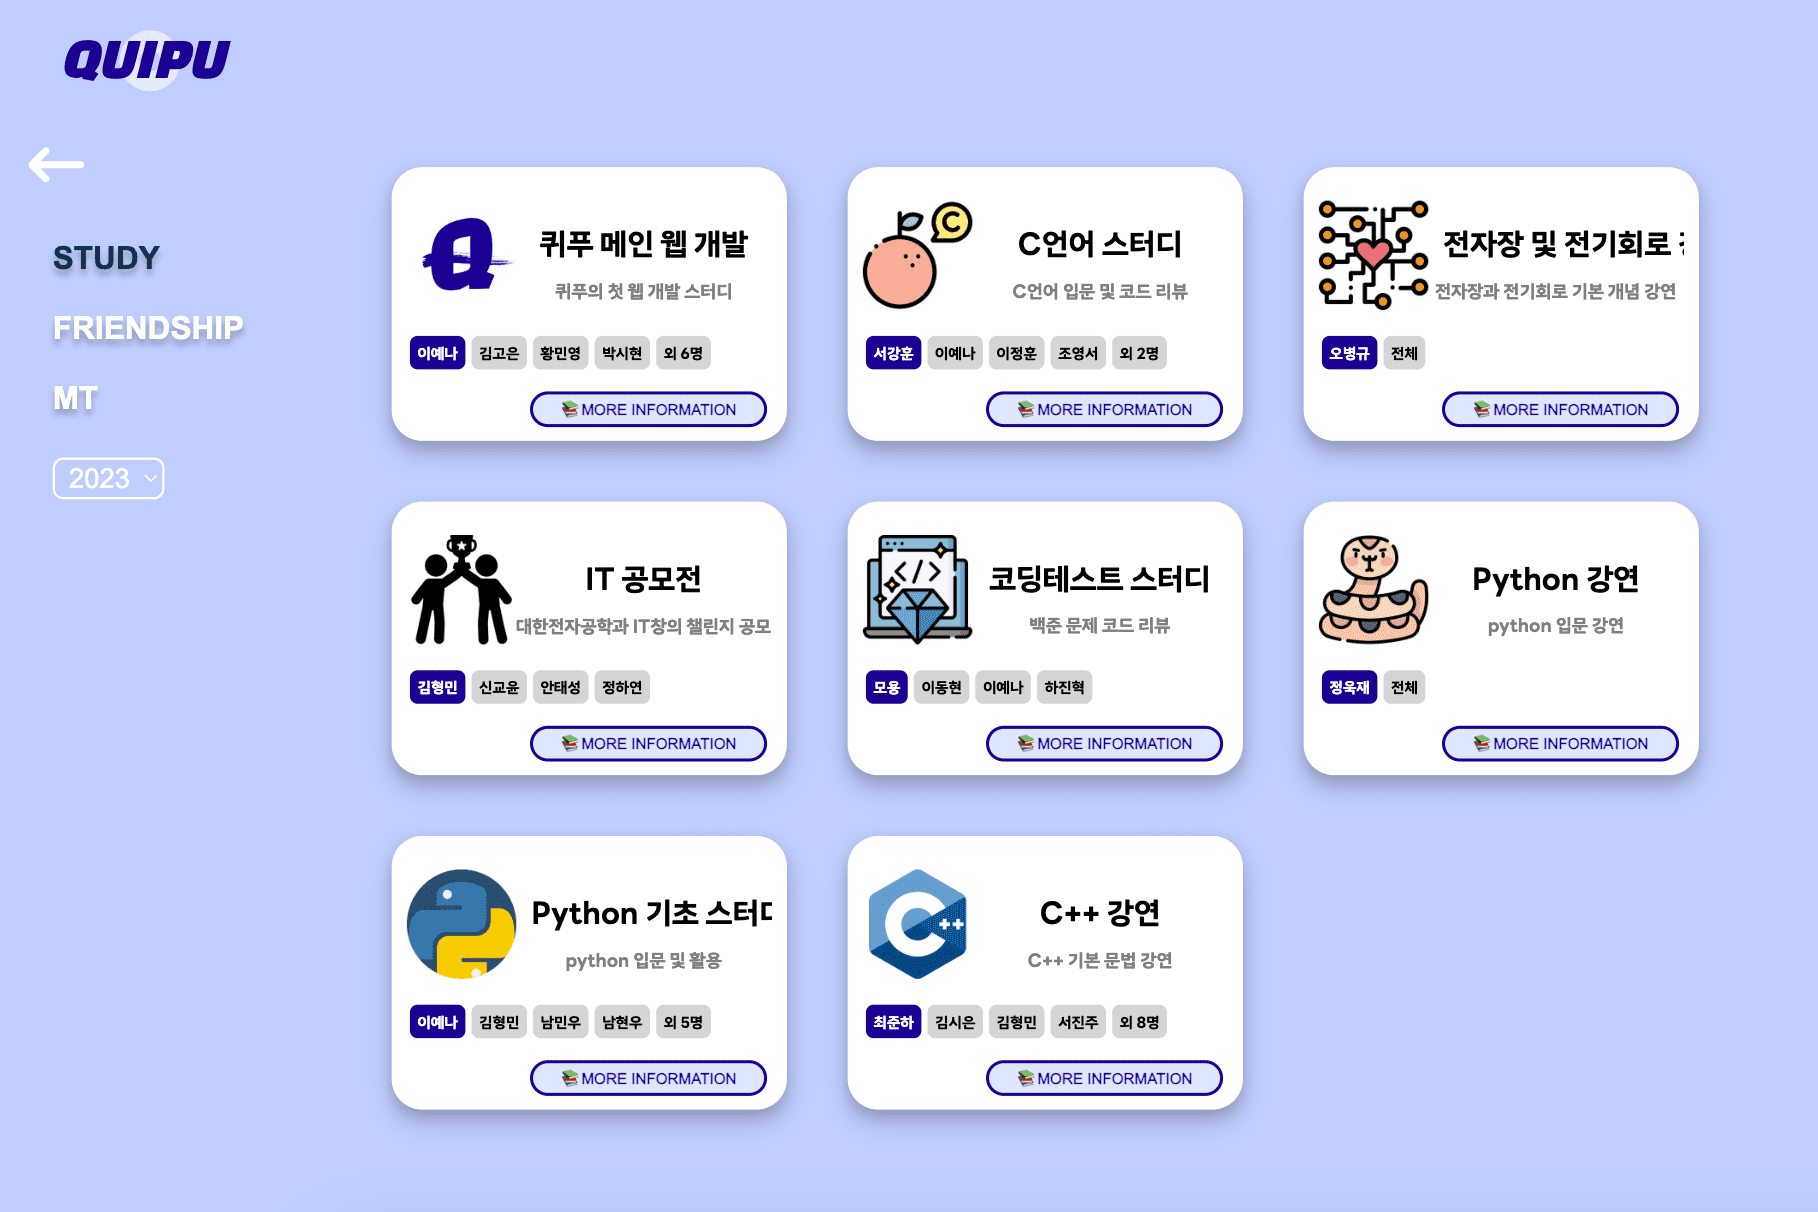 QUIPU
STUDY
FRIENDSHIP
MT
2023
퀴푸 메인 웹 개발
퀴푸의 첫 웹 개발 스터디
이예나 김고은 황민영 박시현 외 6명
MORE INFORMATION
C
C언어 스터디
C언어 입문 및 코드 리뷰
서강훈 이예나 이정훈 조영서 외 2명
MORE INFORMATION
전자장 및 전기회로
전자장과 전기회로 기본 개념 강연
오병규 전체
MORE INFORMATION
IT 공모전
대한전자공학과 IT창의 챌린지 공모
김형민 신교윤 안태성 정하연
MORE INFORMATION
</>
코딩테스트 스터디
백준 문제 코드 리뷰
모용 이동현 이예나 하진혁
MORE INFORMATION
Python 강연
python 입문 강연
정욱재 전체
MORE INFORMATION
Python 기초 스터
python 입문 및 활용
이예나 김형민 남민우 남현우 외 5명
MORE INFORMATION
C++
C++ 강연
C++ 기본 문법 강연
최준하 김시은 김형민 서진주 외 8명
MORE INFORMATION